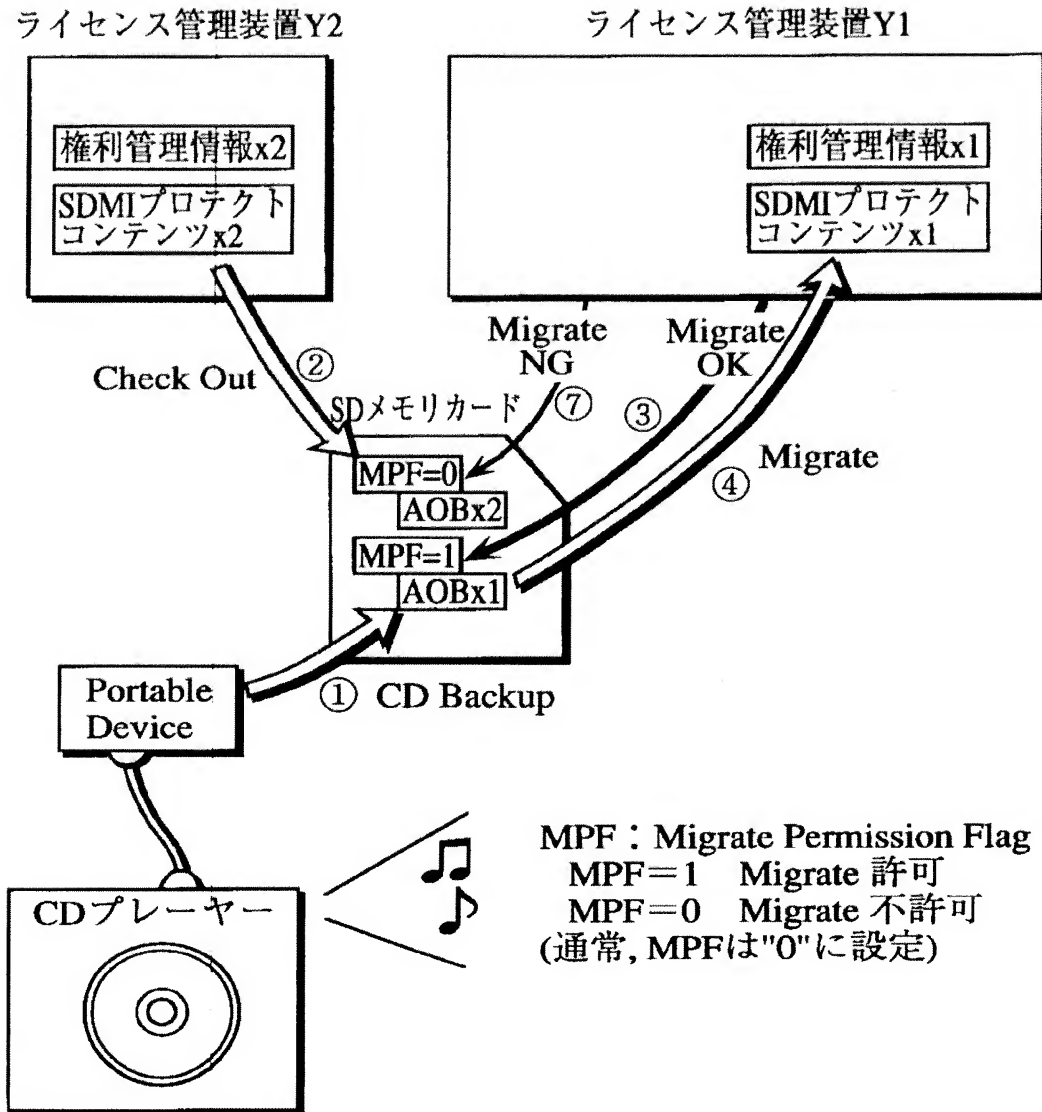 ライセンス管理装置Y2
ライセンス管理装置Y1
権利管理情報x2
SDMIプロテクト
コンテンツx2
権利管理情報x1
SDMIプロテクト
コンテンツx1
Check Out
②
Migrate
NG
⑦
Migrate
OK
③
④
Migrate
SDメモリカード
MPF=0
AOBx2
MPF=1
AOBx1
Portable
Device
① CD Backup
CDプレーヤー
MPF：Migrate Permission Flag
MPF＝1 Migrate 許可
MPF＝0 Migrate 不許可
(通常, MPFは"0"に設定)